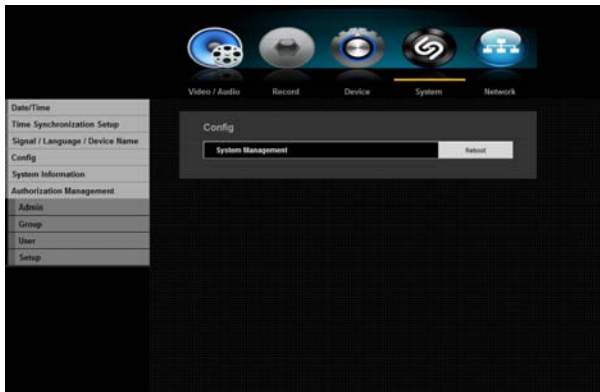 Video / Audio Record Device System Network
Date/Time
Time Synchronization Setup
Signal / Language / Device Name
Config
System Information
Authorization Management
Admin
Group
User
Setup
Config
System Management Reboot